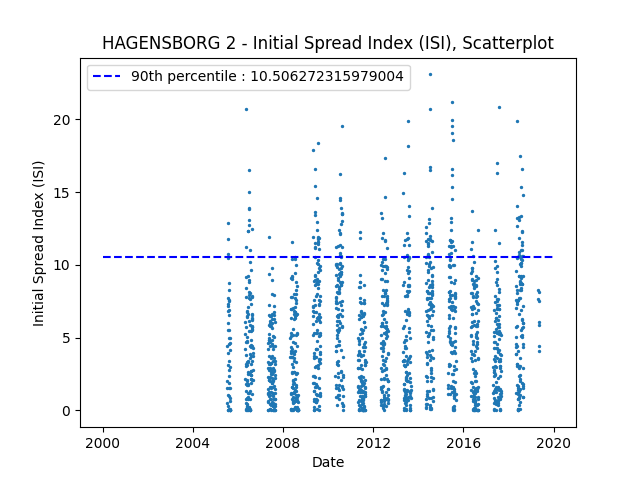 HAGENSBORG 2 - Initial Spread Index (ISI), Scatterplot
90th percentile : 10.506272315979004
Initial Spread Index (ISI)
20
15
10
5
0
2000 2004 2008 2012 2016 2020
Date